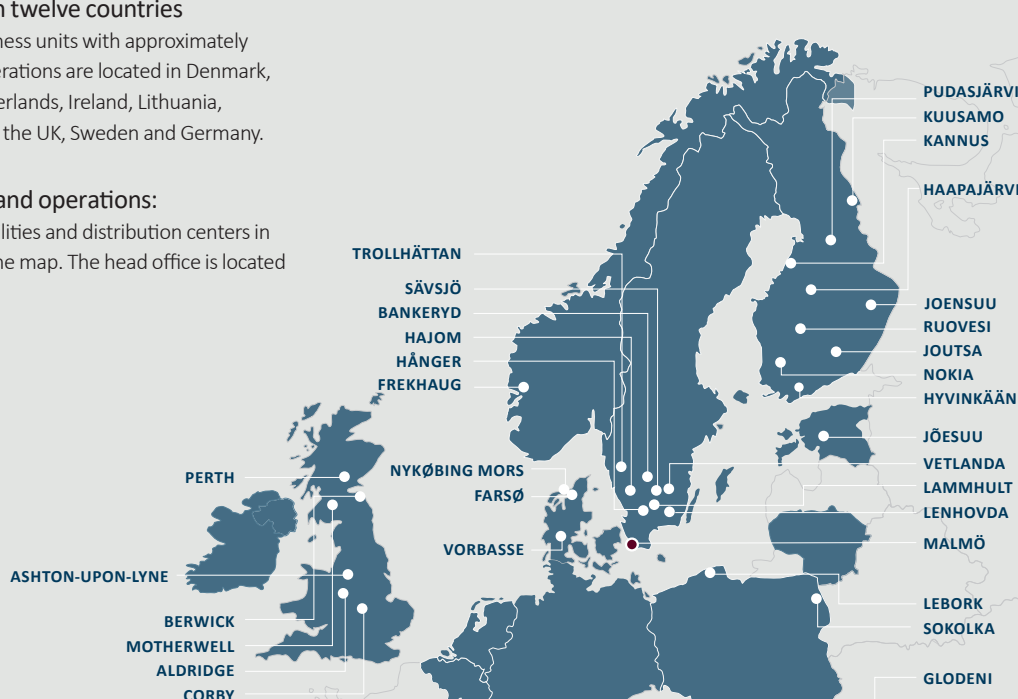 n twelve countries
ness units with approximately
erations are located in Denmark,
erlands, Ireland, Lithuania,
the UK, Sweden and Germany.
and operations:
lities and distribution centers in
ne map. The head office is located
TROLLHÄTTAN
SÄVSJÖ
BANKERYD
HAJOM
HÅNGER
FREKHAUG
NYKØBING MORS
FARSØ
VORBASSE
PERTH
ASHTON-UPON-LYNE
BERWICK
MOTHERWELL
ALDRIDGE
CORBY
PUDASJÄRVI
KUUSAMO
KANNUS
HAAPAJÄRVI
JOENSUU
RUOVESI
JOUTSA
NOKIA
HYVINKÄÄN
JÕESUU
VETLANDA
LAMMHULT
LENHOVDA
MALMÖ
LEBORK
SOKOLKA
GLODENI